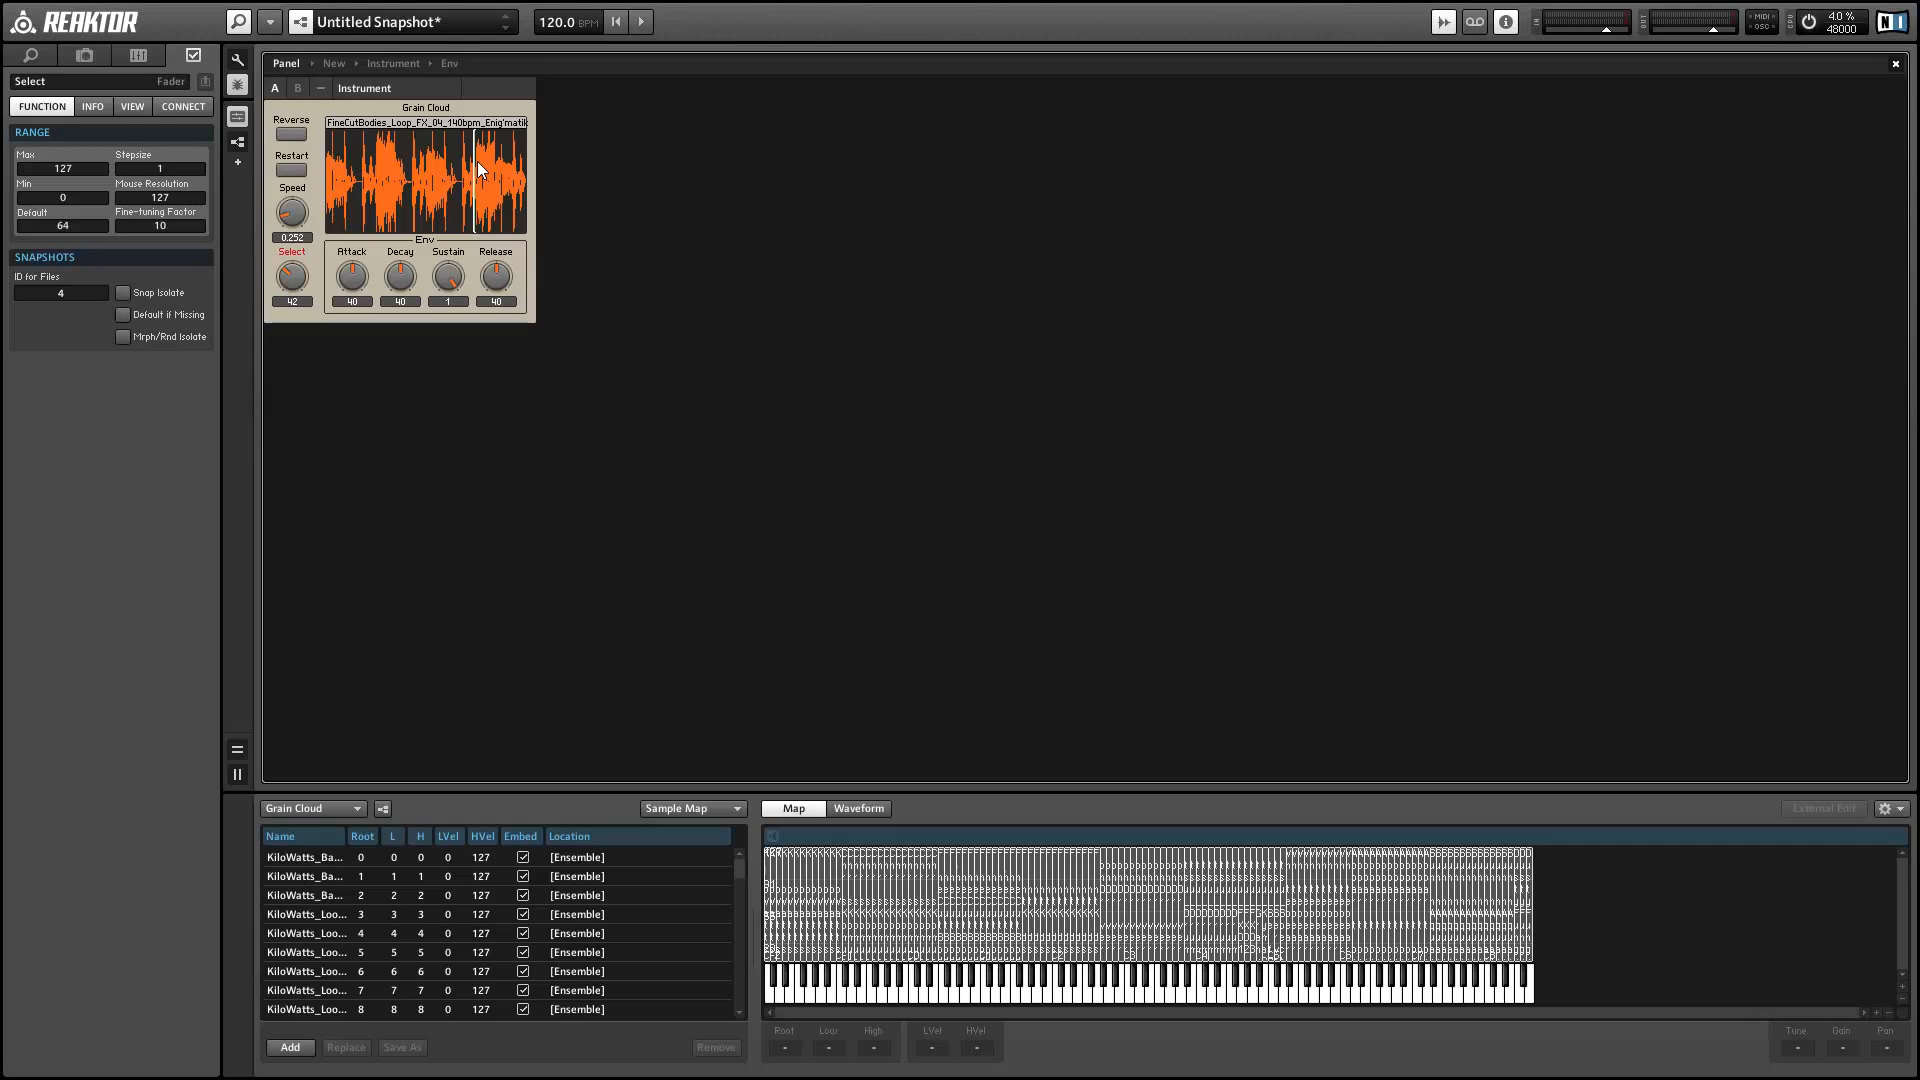 REAKTOR
Untitled Snapshot*
120.0 BPM
MIDI
OSC
4.0 %
48000
Select
Fader
FUNCTION
INFO
VIEW
CONNECT
RANGE
Max
Stepsize
127
1
Min
Mouse Resolution
0
127
Default
Fine-tuning Factor
64
10
SNAPSHOTS
ID for Files
4
Snap Isolate
Default if Missing
Mrph/Rnd Isolate
Panel
New
Instrument
Env
A
B
Instrument
Grain Cloud
Reverse
FineCutBodies_Loop_FX_04_140bpm_Enig'matik
Restart
Speed
0.252
Env
Select
Attack
Decay
Sustain
Release
42
40
40
1
40
Grain Cloud
Sample Map
Map
Waveform
External Edit
Name Root L H LVel HVel Embed Location
KiloWatts_Ba... 0 0 0 0 127 [Ensemble]
KiloWatts_Ba... 1 1 1 0 127 [Ensemble]
KiloWatts_Ba... 2 2 2 0 127 [Ensemble]
KiloWatts_Loo... 3 3 3 0 127 [Ensemble]
KiloWatts_Loo... 4 4 4 0 127 [Ensemble]
KiloWatts_Loo... 5 5 5 0 127 [Ensemble]
KiloWatts_Loo... 6 6 6 0 127 [Ensemble]
KiloWatts_Loo... 7 7 7 0 127 [Ensemble]
KiloWatts_Loo... 8 8 8 0 127 [Ensemble]
Add
Replace
Save As
Remove
Root
Low
High
LVel
HVel
Tune
Gain
Pan